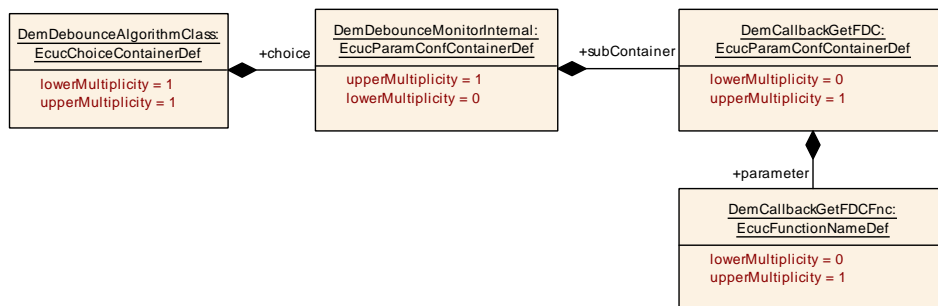 DemDebounceAlgorithmClass:
EcucChoiceContainerDef
lowerMultiplicity = 1
upperMultiplicity = 1
+choice
DemDebounceMonitorInternal:
EcucParamConfContainerDef
upperMultiplicity = 1
lowerMultiplicity = 0
+subContainer
DemCallbackGetFDC:
EcucParamConfContainerDef
lowerMultiplicity = 0
upperMultiplicity = 1
+parameter
DemCallbackGetFDCFnc:
EcucFunctionNameDef
lowerMultiplicity = 0
upperMultiplicity = 1